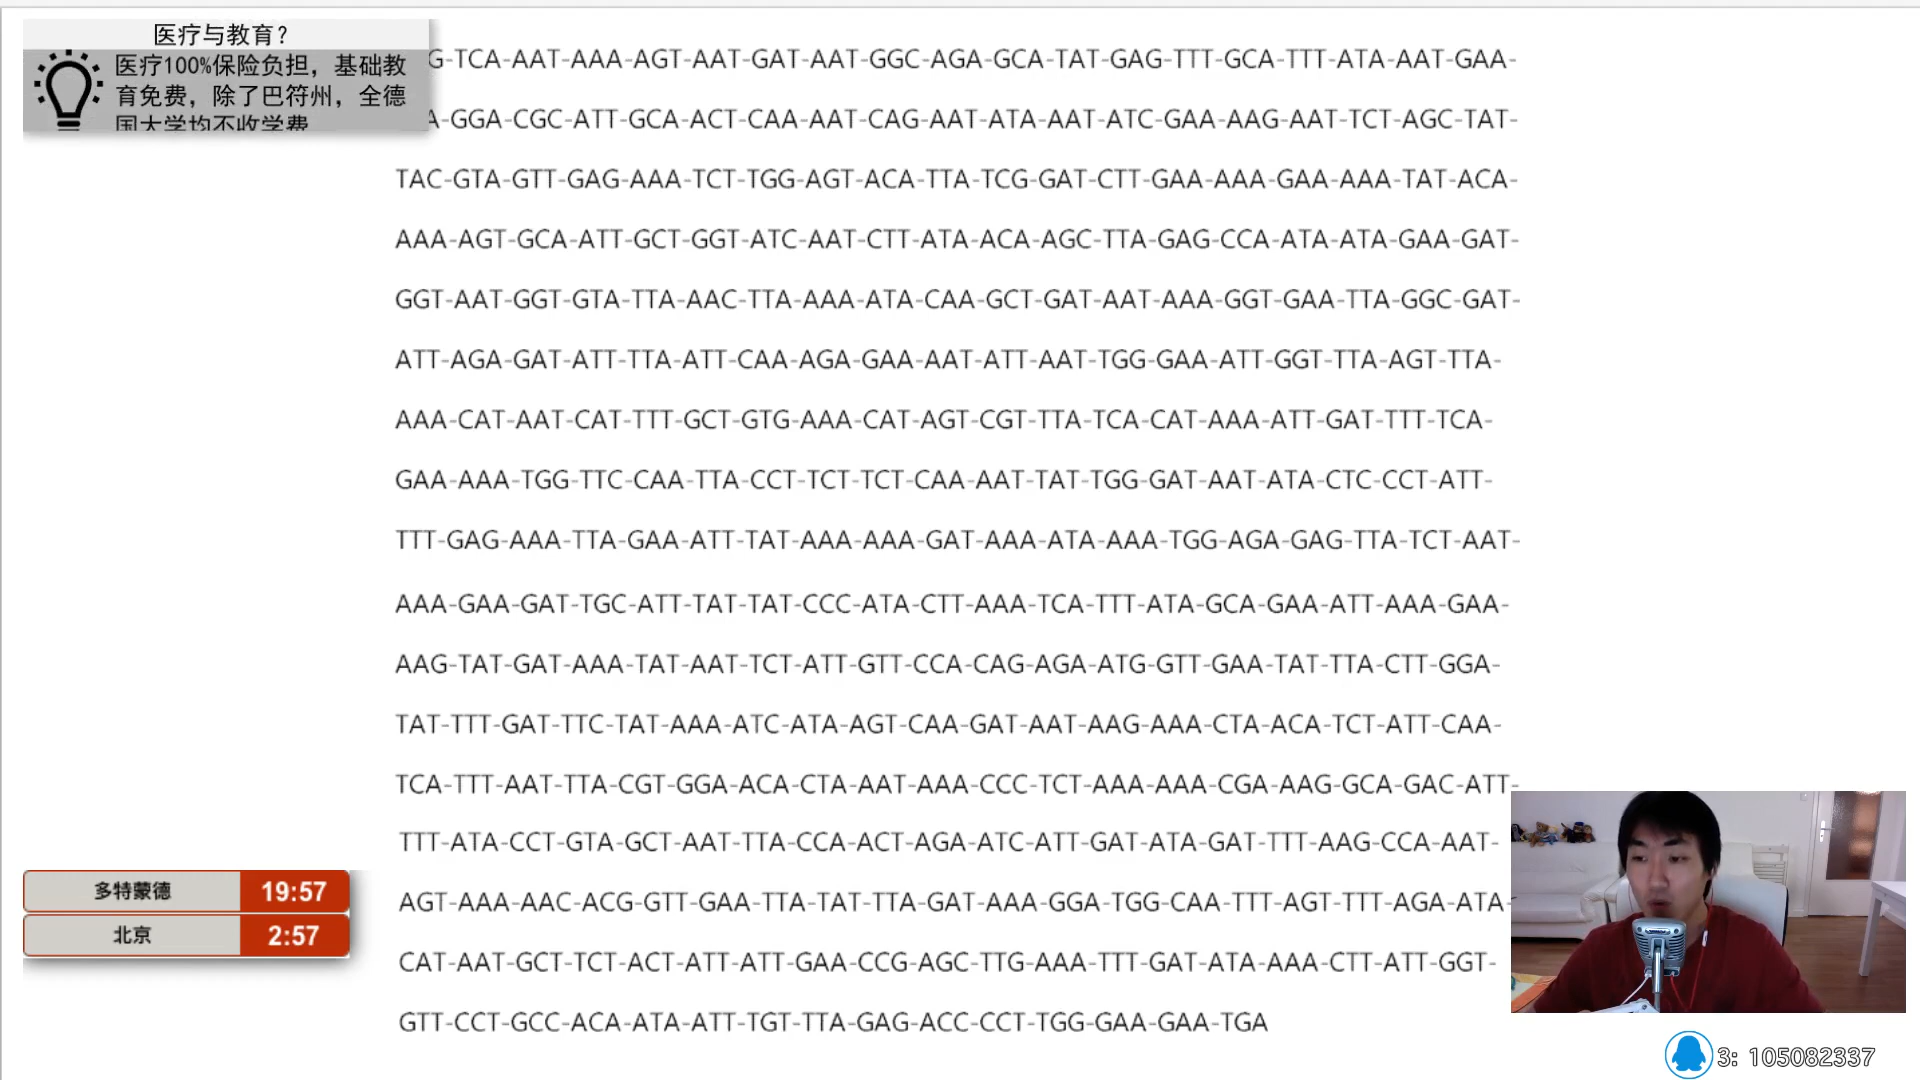 医疗与教育？
医疗100%保险负担，基础教
育免费，除了巴符州，全德
国大学均不收学费
G-TCA-AAT-AAA-AGT-AAT-GAT-AAT-GGC-AGA-GCA-TAT-GAG-TTT-GCA-TTT-ATA-AAT-GAA-
A-GGA-CGC-ATT-GCA-ACT-CAA-AAT-CAG-AAT-ATA-AAT-ATC-GAA-AAG-AAT-TCT-AGC-TAT-
TAC-GTA-GTT-GAG-AAA-TCT-TGG-AGT-ACA-TTA-TCG-GAT-CTT-GAA-AAA-GAA-AAA-TAT-ACA-
AAA-AGT-GCA-ATT-GCT-GGT-ATC-AAT-CTT-ATA-ACA-AGC-TTA-GAG-CCA-ATA-ATA-GAA-GAT-
GGT-AAT-GGT-GTA-TTA-AAC-TTA-AAA-ATA-CAA-GCT-GAT-AAT-AAA-GGT-GAA-TTA-GGC-GAT-
ATT-AGA-GAT-ATT-TTA-ATT-CAA-AGA-GAA-AAT-ATT-AAT-TGG-GAA-ATT-GGT-TTA-AGT-TTA-
AAA-CAT-AAT-CAT-TTT-GCT-GTG-AAA-CAT-AGT-CGT-TTA-TCA-CAT-AAA-ATT-GAT-TTT-TCA-
GAA-AAA-TGG-TTC-CAA-TTA-CCT-TCT-TCT-CAA-AAT-TAT-TGG-GAT-AAT-ATA-CTC-CCT-ATT-
TTT-GAG-AAA-TTA-GAA-ATT-TAT-AAA-AAA-GAT-AAA-ATA-AAA-TGG-AGA-GAG-TTA-TCT-AAT-
AAA-GAA-GAT-TGC-ATT-TAT-TAT-CCC-ATA-CTT-AAA-TCA-TTT-ATA-GCA-GAA-ATT-AAA-GAA-
AAG-TAT-GAT-AAA-TAT-AAT-TCT-ATT-GTT-CCA-CAG-AGA-ATG-GTT-GAA-TAT-TTA-CTT-GGA-
TAT-TTT-GAT-TTC-TAT-AAA-ATC-ATA-AGT-CAA-GAT-AAT-AAG-AAA-CTA-ACA-TCT-ATT-CAA-
TCA-TTT-AAT-TTA-CGT-GGA-ACA-CTA-AAT-AAA-CCC-TCT-AAA-AAA-CGA-AAG-GCA-GAC-ATT-
TTT-ATA-CCT-GTA-GCT-AAT-TTA-CCA-ACT-AGA-ATC-ATT-GAT-ATA-GAT-TTT-AAG-CCA-AAT-
AGT-AAA-AAC-ACG-GTT-GAA-TTA-TAT-TTA-GAT-AAA-GGA-TGG-CAA-TTT-AGT-TTT-AGA-ATA-
CAT-AAT-GCT-TCT-ACT-ATT-ATT-GAA-CCG-AGC-TTG-AAA-TTT-GAT-ATA-AAA-CTT-ATT-GGT-
GTT-CCT-GCC-ACA-ATA-ATT-TGT-TTA-GAG-ACC-CCT-TGG-GAA-GAA-TGA
多特蒙德 19:57
北京 2:57
3: 105082337